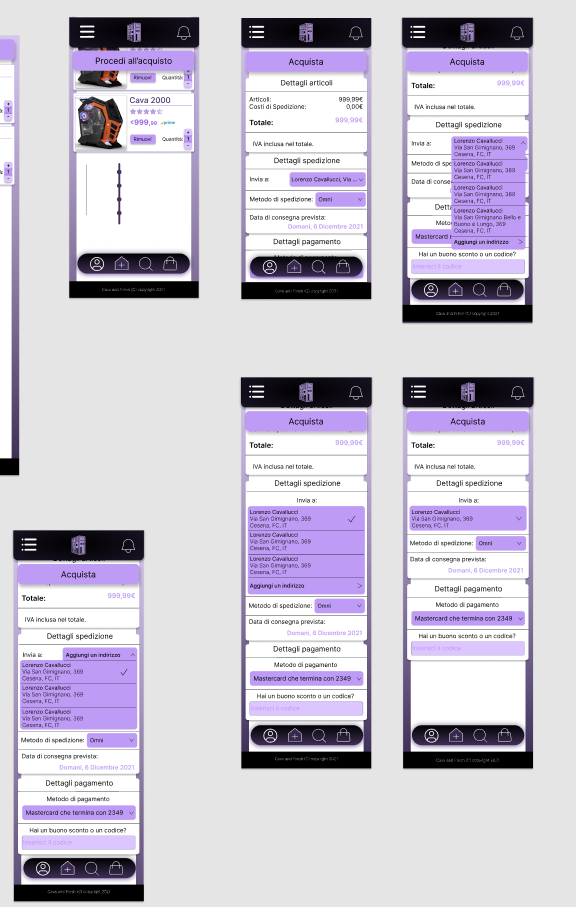 Procedi all'acquisto
Rimuovi
Quantità:
1
Cava 2000
€999,99
prime
Rimuovi
Quantità:
1
Cava and Fresh (C) copyright 2021
Acquista
Dettagli articoli
Articoli:
999,99€
Costi di Spedizione:
0,00€
Totale:
999,99€
IVA inclusa nel totale.
Dettagli spedizione
Invia a:
Lorenzo Cavallucci, Via ...
Metodo di spedizione:
Omni
Data di consegna prevista:
Domani, 6 Dicembre 2021
Dettagli pagamento
Cava and Fresh (C) copyright 2021
Acquista
Totale:
999,99€
IVA inclusa nel totale.
Dettagli spedizione
Invia a:
Lorenzo Cavallucci
Via San Gimignano, 369
Cesena, FC, IT
Metodo di spe
Lorenzo Cavallucci
Via San Gimignano, 368
Cesena, FC, IT
Data di conse
Lorenzo Cavallucci
Via San Gimignano, 368
Cesena, FC, IT
Lorenzo Cavallucci
Via San Gimignano Bello e
Buono e Lungo, 369
Cesena, FC, IT
Dett
Meto
Mastercard
Aggiungi un indirizzo
Hai un buono sconto o un codice?
Inserisci il codice
Cava and Fresh (C) copyright 2021
1
1
Acquista
Totale:
999,99€
IVA inclusa nel totale.
Dettagli spedizione
Invia a:
Lorenzo Cavallucci
Via San Gimignano, 369
Cesena, FC, IT
Lorenzo Cavallucci
Via San Gimignano, 369
Cesena, FC, IT
Lorenzo Cavallucci
Via San Gimignano, 369
Cesena, FC, IT
Aggiungi un indirizzo
Metodo di spedizione:
Omni
Data di consegna prevista:
Domani, 6 Dicembre 2021
Dettagli pagamento
Metodo di pagamento
Mastercard che termina con 2349
Hai un buono sconto o un codice?
Inserisci il codice
Cava and Fresh (C) copyright 2021
Acquista
Totale:
999,99€
IVA inclusa nel totale.
Dettagli spedizione
Invia a:
Lorenzo Cavallucci
Via San Gimignano, 369
Cesena, FC, IT
Metodo di spedizione:
Omni
Data di consegna prevista:
Domani, 6 Dicembre 2021
Dettagli pagamento
Metodo di pagamento
Mastercard che termina con 2349
Hai un buono sconto o un codice?
Inserisci il codice
Cava and Fresh (C) copyright 2021
Acquista
Totale:
999,99€
IVA inclusa nel totale.
Dettagli spedizione
Invia a:
Aggiungi un indirizzo
Lorenzo Cavallucci
Via San Gimignano, 369
Cesena, FC, IT
Lorenzo Cavallucci
Via San Gimignano, 369
Cesena, FC, IT
Lorenzo Cavallucci
Via San Gimignano, 369
Cesena, FC, IT
Metodo di spedizione:
Omni
Data di consegna prevista:
Domani, 6 Dicembre 2021
Dettagli pagamento
Metodo di pagamento
Mastercard che termina con 2349
Hai un buono sconto o un codice?
Inserisci il codice
Cava and Fresh (C) copyright 2021